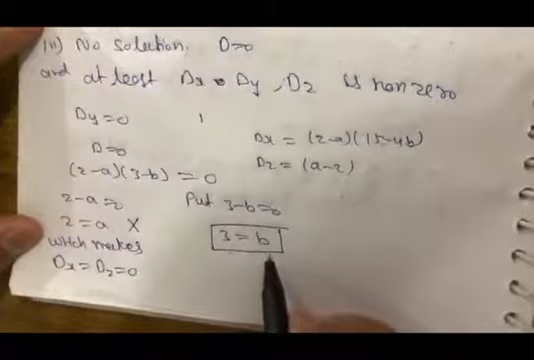 iii) No solution. D=0
and at least Dx Dy, Dz is nonzero
Dy=0
D=0
(2-a)(3-b) = 0
2-a=0
2=a X
which makes
Dx=Dz=0
Dx = (2-a)(15-4b)
Dz = (a-2)
Put 3-b=0
3=b